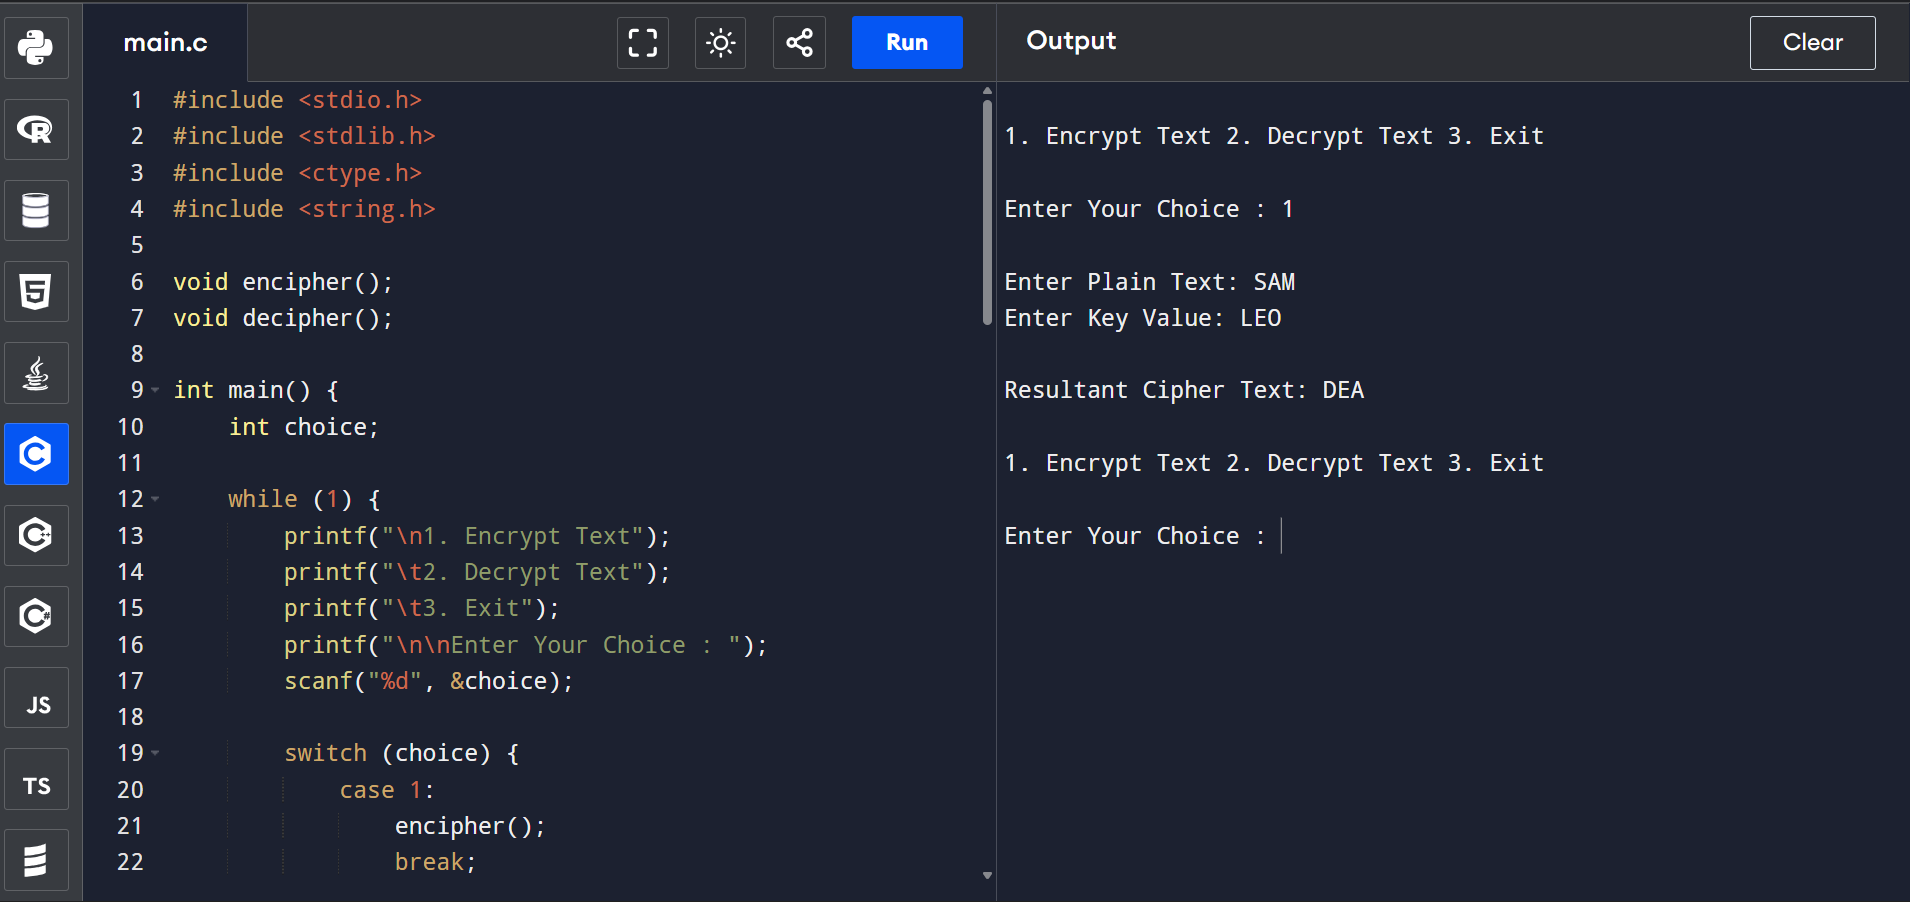 main.c
Run
Output
Clear
1 #include <stdio.h>
2 #include <stdlib.h>
3 #include <ctype.h>
4 #include <string.h>
5
6 void encipher();
7 void decipher();
8
9 int main() {
10     int choice;
11
12     while (1) {
13         printf("\n1. Encrypt Text");
14         printf("\t2. Decrypt Text");
15         printf("\t3. Exit");
16         printf("\n\nEnter Your Choice : ");
17         scanf("%d", &choice);
18
19         switch (choice) {
20             case 1:
21                 encipher();
22                 break;
1. Encrypt Text 2. Decrypt Text 3. Exit
Enter Your Choice : 1
Enter Plain Text: SAM
Enter Key Value: LEO
Resultant Cipher Text: DEA
1. Encrypt Text 2. Decrypt Text 3. Exit
Enter Your Choice :
R
5
C
C++
C#
JS
TS